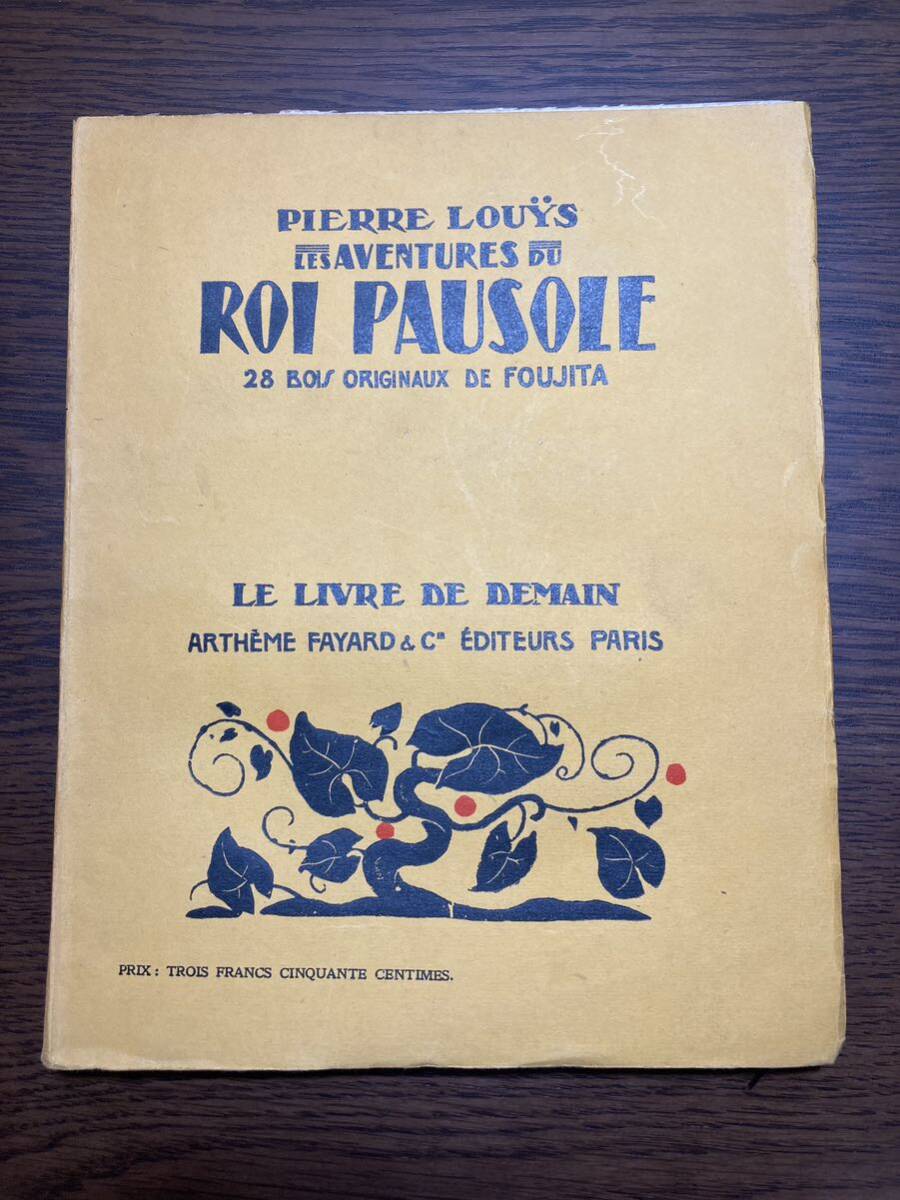 PIERRE LOUŸS
LES AVENTURES DU
ROI PAUSOLE
28 BOIS ORIGINAUX DE FOUJITA
LE LIVRE DE DEMAIN
ARTHÈME FAYARD & Cie ÉDITEURS PARIS
PRIX : TROIS FRANCS CINQUANTE CENTIMES.